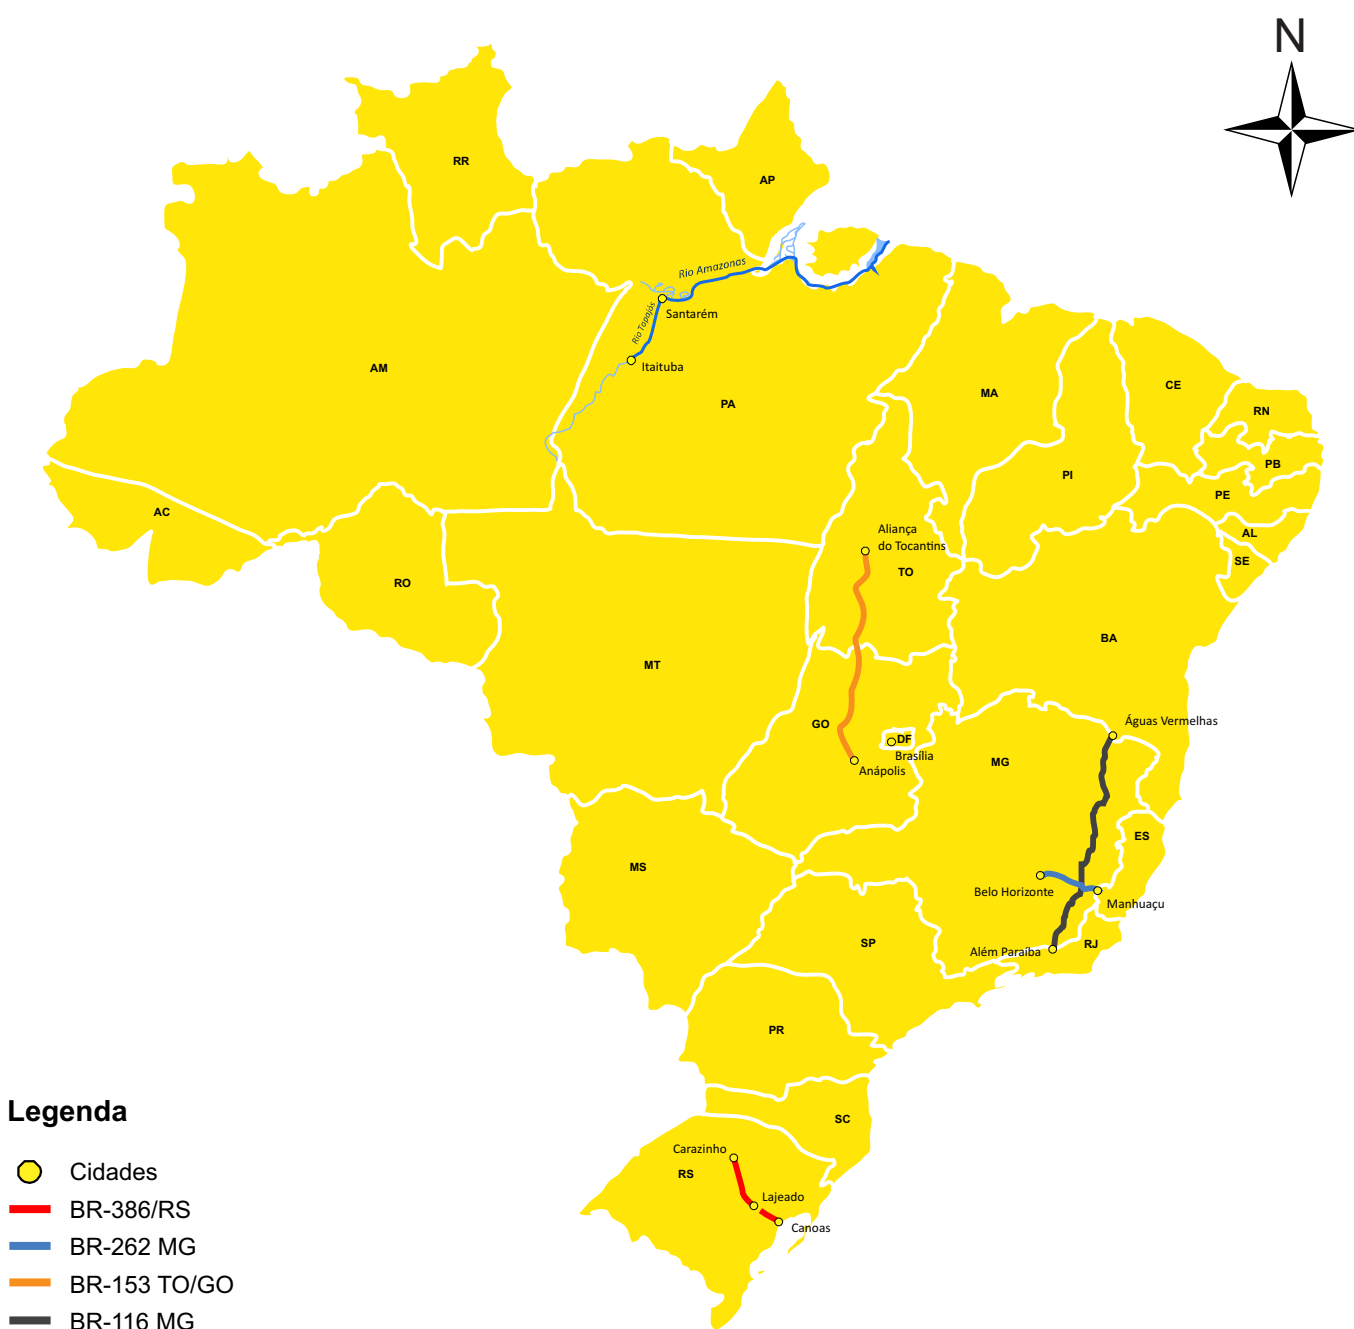 N
RR
AP
Rio Amazonas
Rio Tapajós
Santarém
Itaituba
AM
PA
MA
CE
RN
PB
PI
PE
AL
SE
AC
RO
Aliança
do Tocantins
TO
BA
MT
GO
DF
Brasília
Anápolis
Águas Vermelhas
MG
ES
MS
Belo Horizonte
Manhuaçu
SP
Além Paraíba
RJ
PR
SC
Carazinho
RS
Lajeado
Canoas
Legenda
Cidades
BR-386/RS
BR-262 MG
BR-153 TO/GO
BR-116 MG